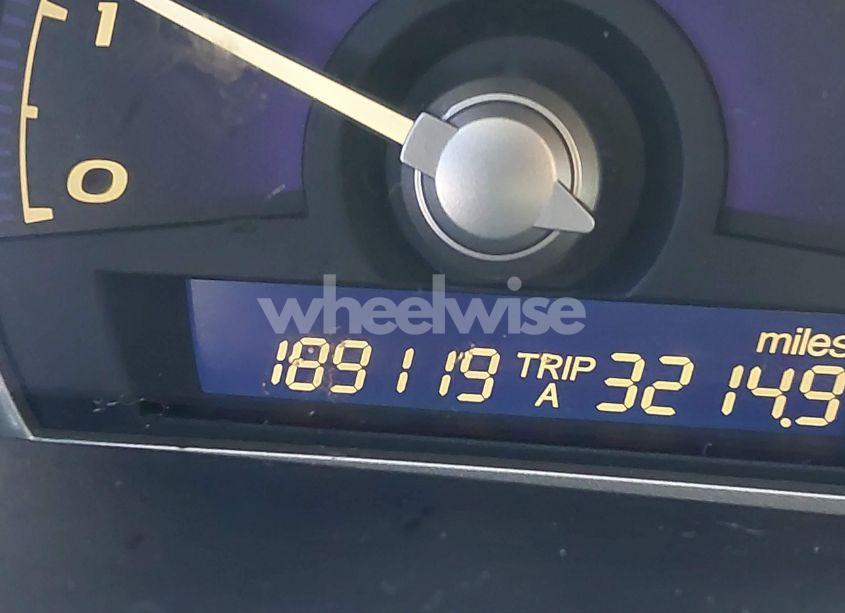 1
0
wheelwise
miles
189119 TRIP A 3214.9